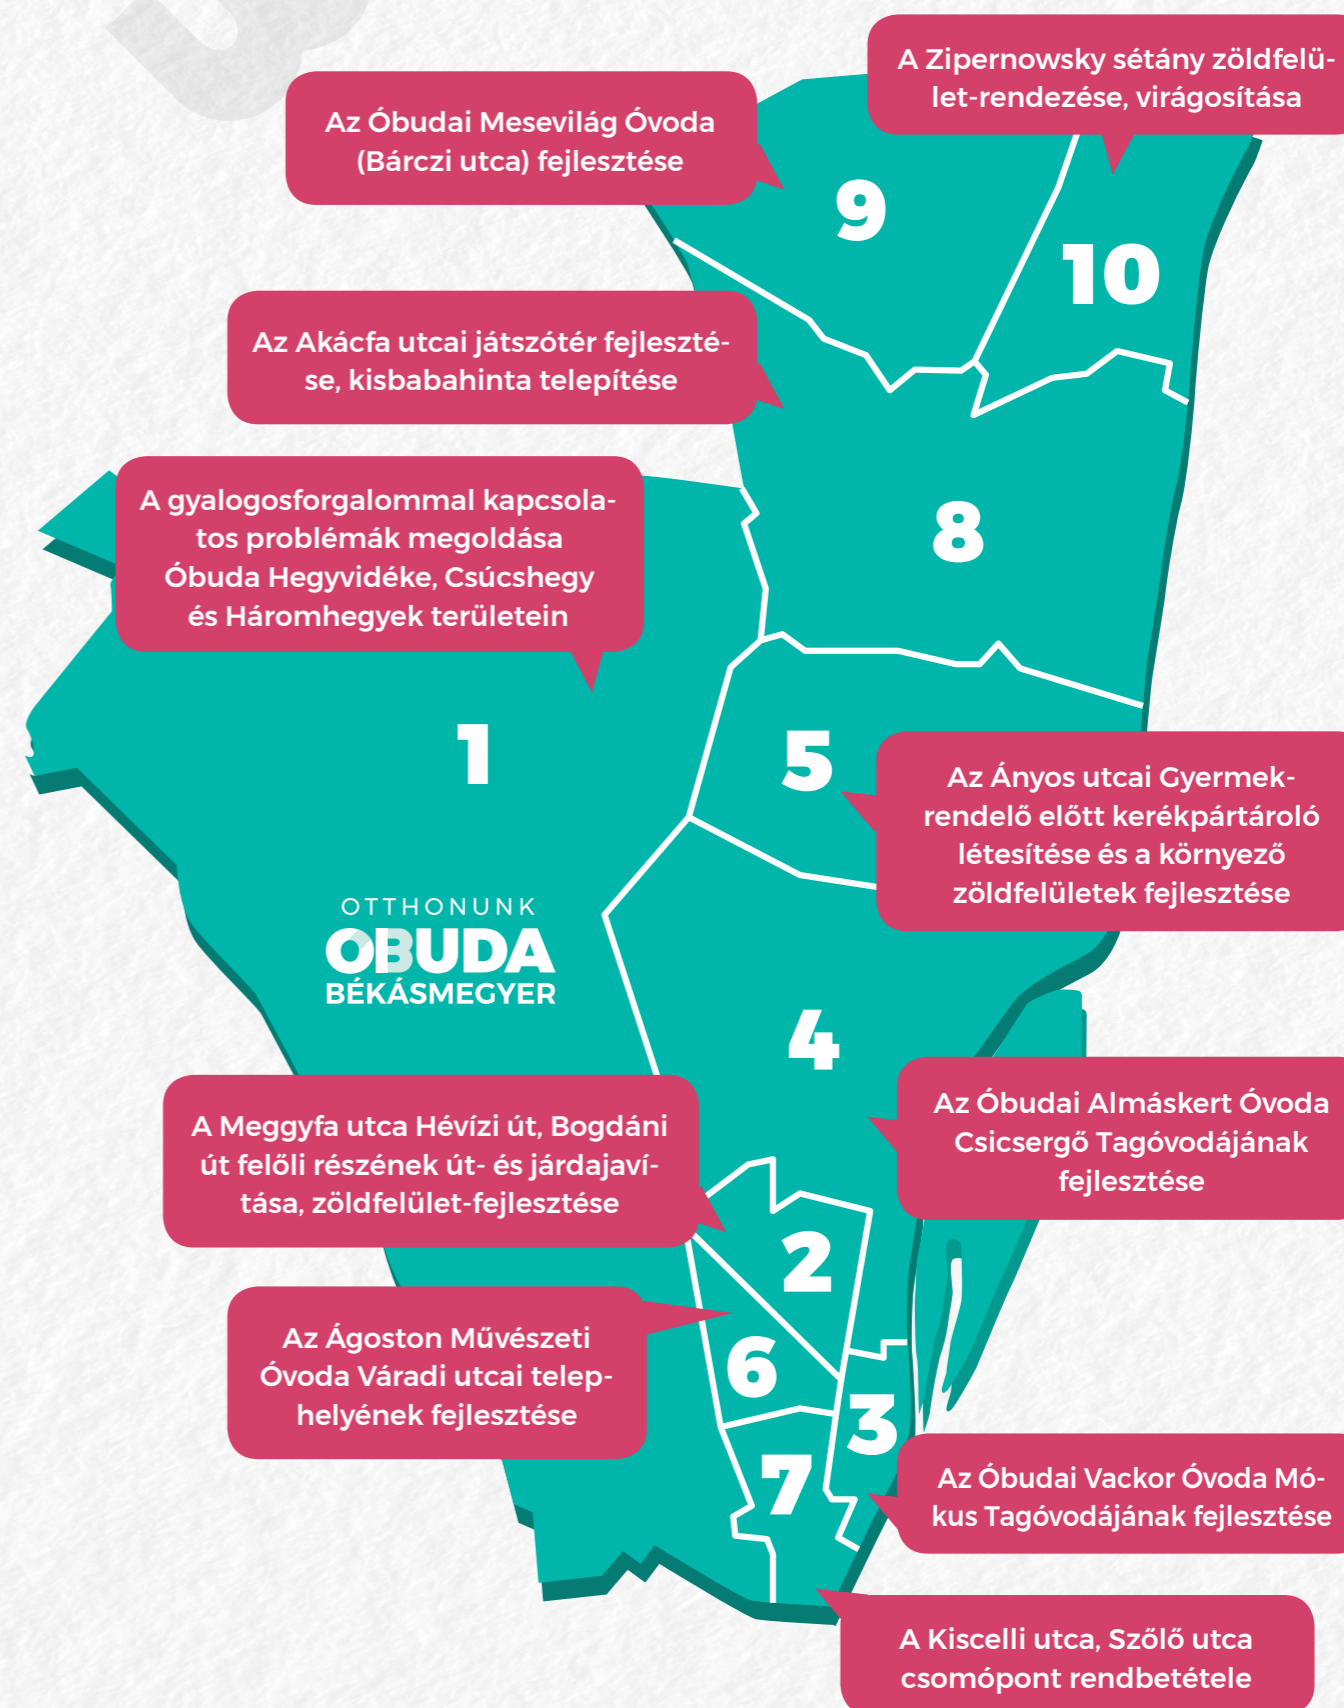 A Zipernowsky sétány zöldfelü-
let-rendezése, virágosítása
Az Óbudai Mesevilág Óvoda
(Bárczi utca) fejlesztése
9
10
Az Akácfa utcai játszótér fejleszté-
se, kisbabahinta telepítése
A gyalogosforgalommal kapcsola-
tos problémák megoldása
Óbuda Hegyvidéke, Csúcshegy
és Háromhegyek területein
8
1
5
Az Ányos utcai Gyermek-
rendelő előtt kerékpártároló
létesítése és a környező
zöldfelületek fejlesztése
OTTHONUNK
OBUDA
BÉKÁSMEGYER
4
Az Óbudai Almáskert Óvoda
Csicsergő Tagóvodájának
fejlesztése
A Meggyfa utca Hévízi út, Bogdáni
út felőli részének út- és járdajaví-
tása, zöldfelület-fejlesztése
2
Az Ágoston Művészeti
Óvoda Váradi utcai telep-
helyének fejlesztése
6
3
7
Az Óbudai Vackor Óvoda Mó-
kus Tagóvodájának fejlesztése
A Kiscelli utca, Szőlő utca
csomópont rendbetétele